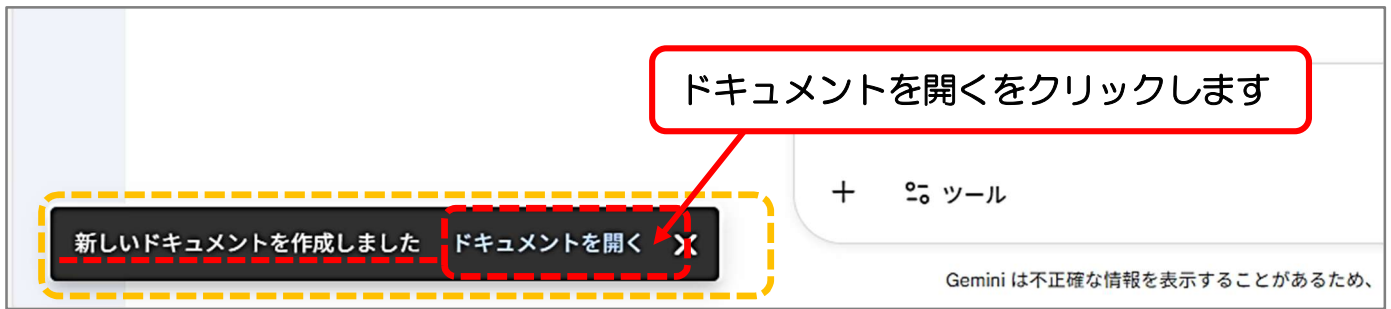 ドキュメントを開くをクリックします
ツール
新しいドキュメントを作成しました ドキュメントを開く
Gemini は不正確な情報を表示することがあるため、